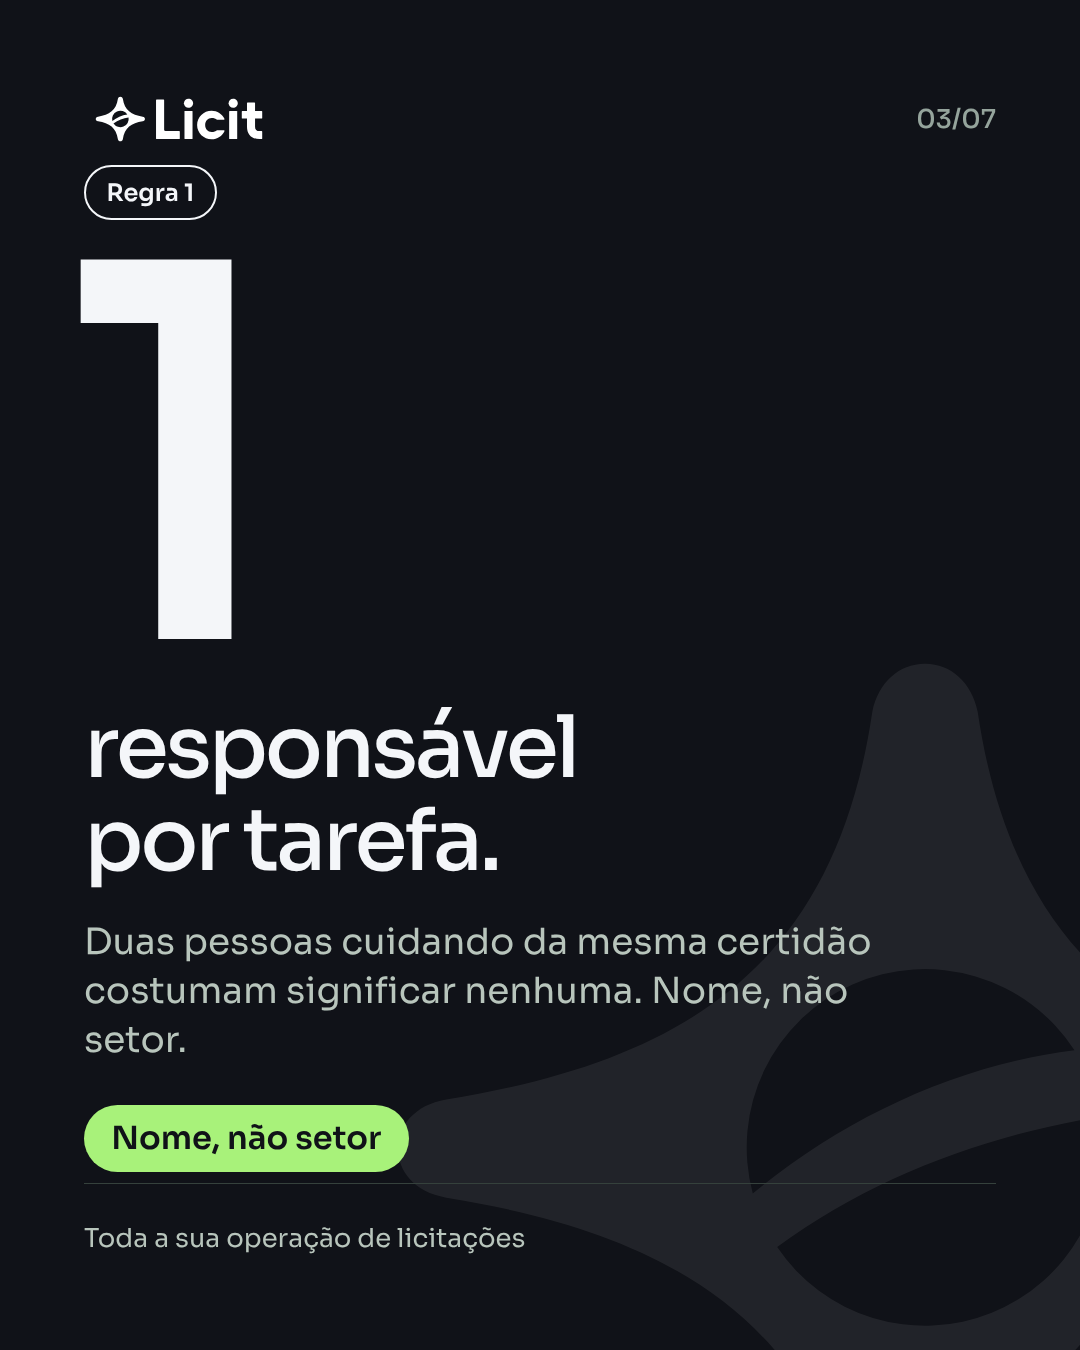 Licit
03/07
Regra 1
1
responsável
por tarefa.
Duas pessoas cuidando da mesma certidão
costumam significar nenhuma. Nome, não
setor.
Nome, não setor
Toda a sua operação de licitações